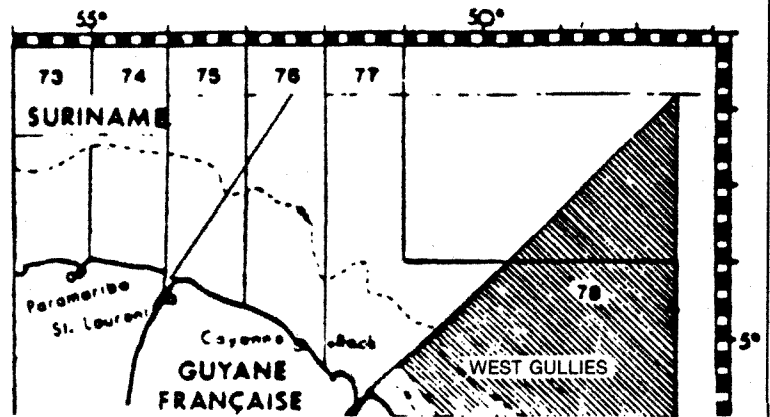 55° 50°
73 74 75 76 77
SURINAME
78
Paramaribo
St. Laurent
Cayenne
5°
GUYANE
FRANÇAISE
WEST GULLIES